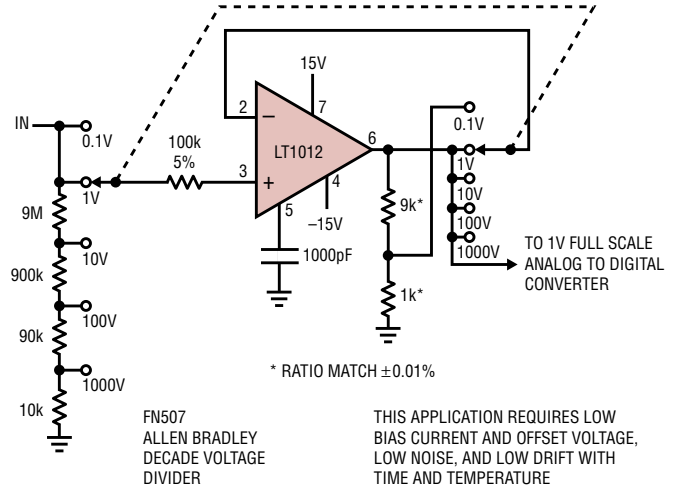 15V
IN
0.1V
2
7
0.1V
100k
5%
–
6
LT1012
1V
1V
3
+
4
10V
9M
5
–15V
9k*
100V
10V
1000V
1000pF
TO 1V FULL SCALE
ANALOG TO DIGITAL
CONVERTER
900k
100V
1k*
90k
* RATIO MATCH ±0.01%
1000V
10k
FN507
ALLEN BRADLEY
DECADE VOLTAGE
DIVIDER
THIS APPLICATION REQUIRES LOW
BIAS CURRENT AND OFFSET VOLTAGE,
LOW NOISE, AND LOW DRIFT WITH
TIME AND TEMPERATURE